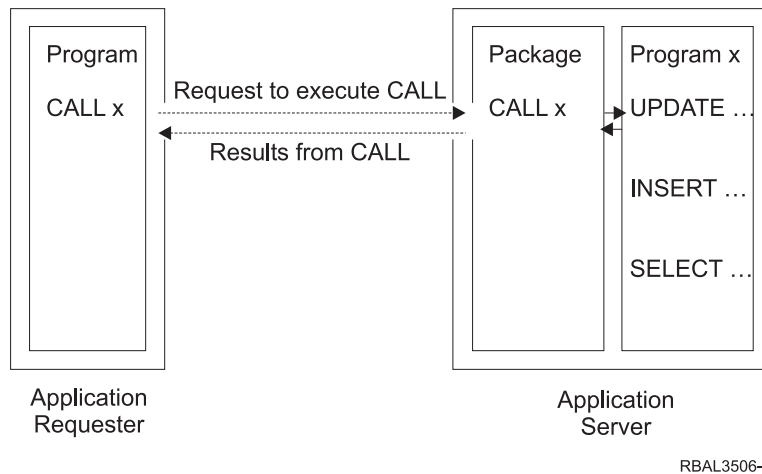 Program
CALL x
Request to execute CALL
Results from CALL
Package
CALL x
Program x
UPDATE …
INSERT …
SELECT …
Application
Requester
Application
Server
RBAL3506-